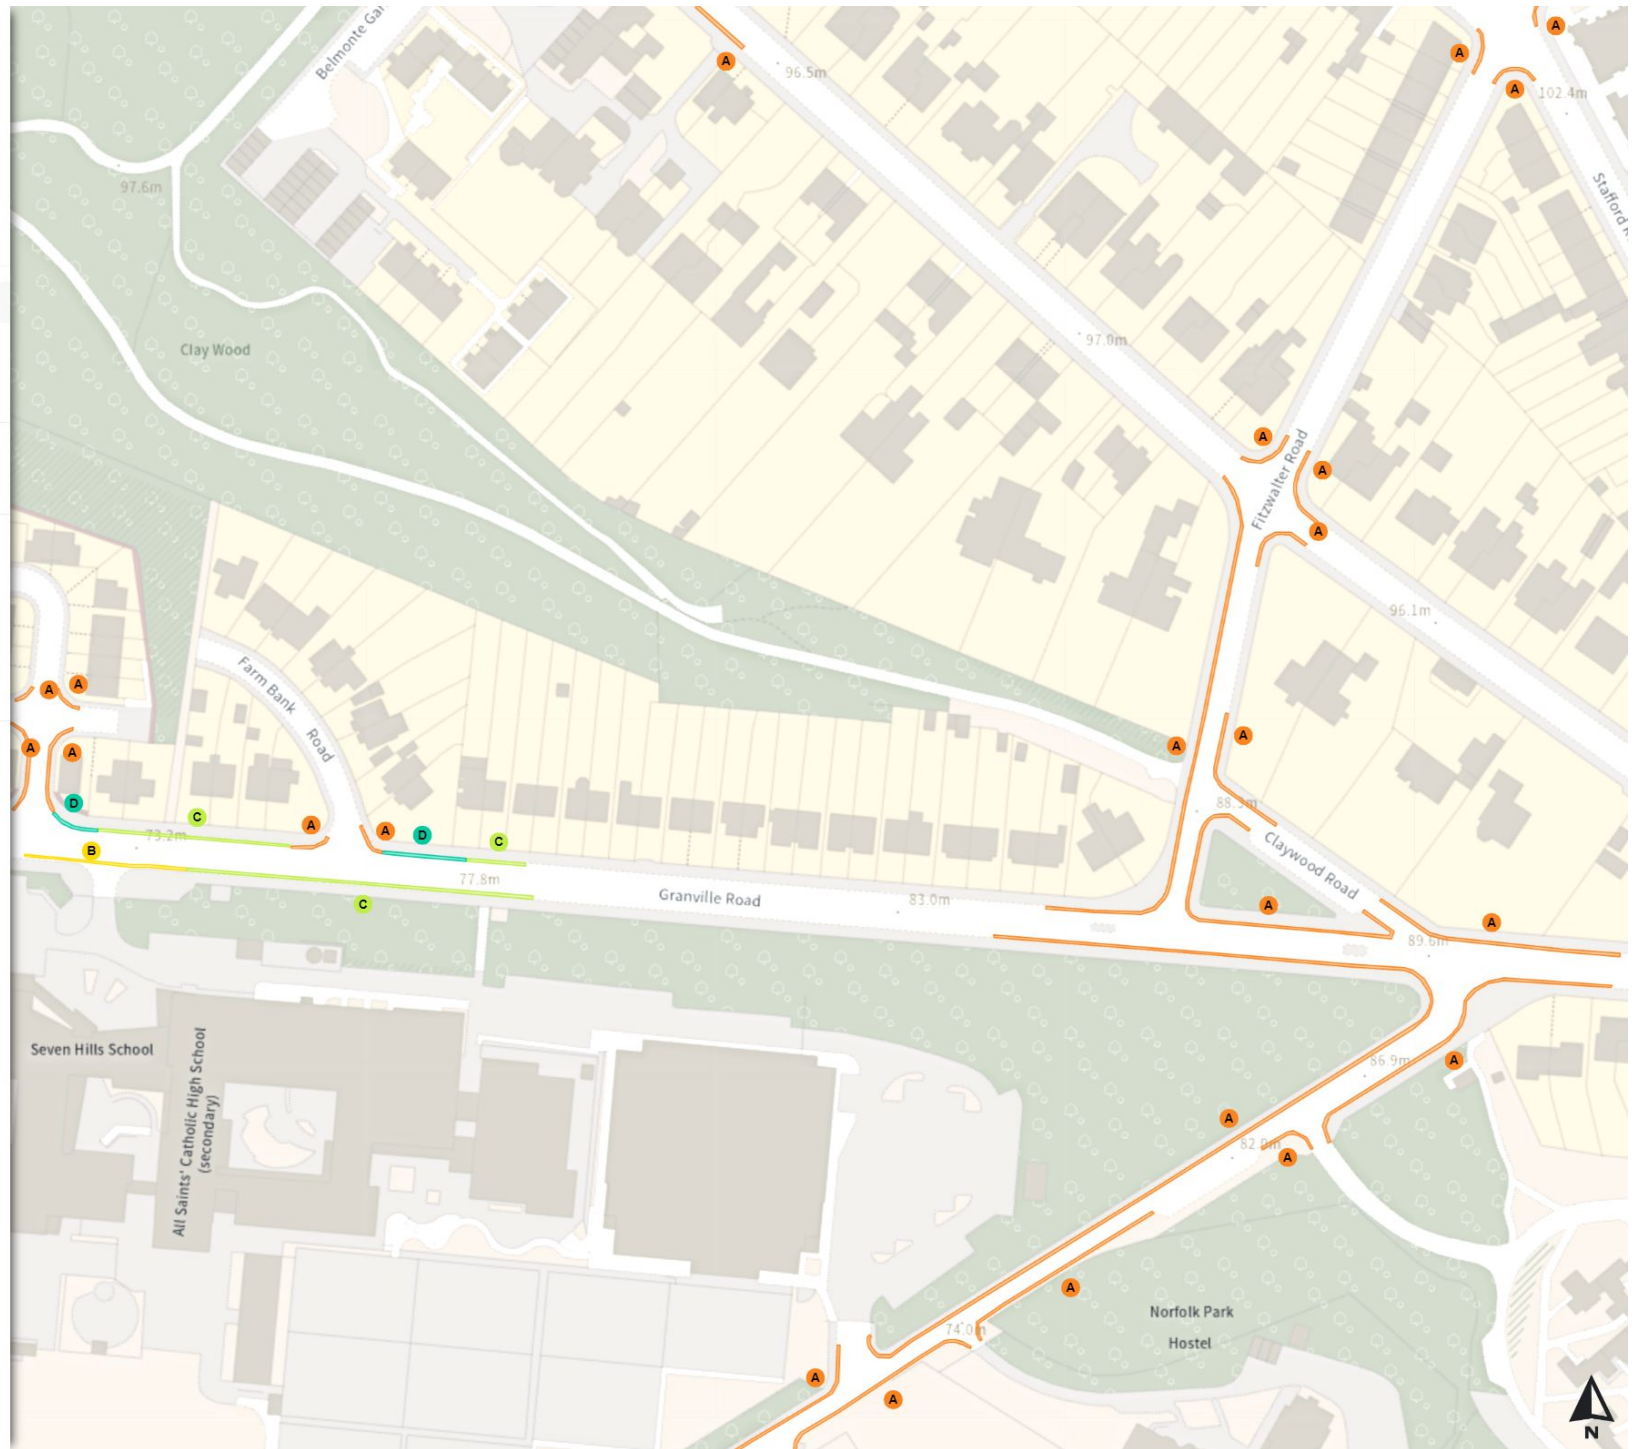 Belmonte Gar
A
96.5m
A
A
A
102.4m
Stafford R
97.6m
Clay Wood
97.0m
A
Fitzwalter Road
A
A
96.1m
Farm Bank
Road
A
A
A
A
A
A
D
C
73.2m
A
A
D
C
B
77.8m
C
Granville Road
83.0m
88.3m
Claywood Road
A
A
89.6m
Seven Hills School
All Saints' Catholic High School
(secondary)
A
86.9m
A
82.9m
A
A
Norfolk Park
Hostel
74.0m
A
A
N